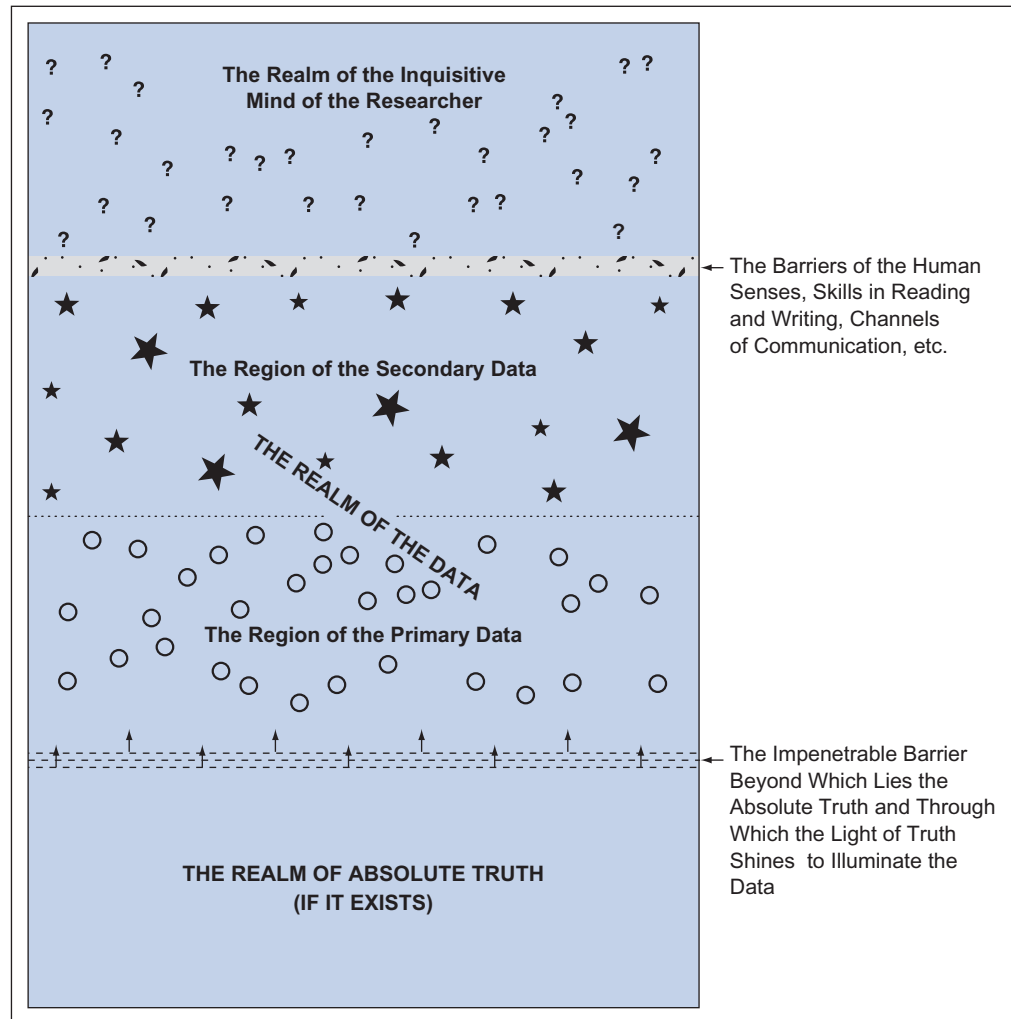 ? ? ? ?
The Realm of the Inquisitive
Mind of the Researcher
? ? ? ? ? ? ? ? ? ? ? ? ? ? ? ? ? ? ? ? ? ? ? ? ? ?
The Barriers of the Human
Senses, Skills in Reading
and Writing, Channels
of Communication, etc.
The Region of the Secondary Data
THE REALM OF THE DATA
The Region of the Primary Data
The Impenetrable Barrier
Beyond Which Lies the
Absolute Truth and Through
Which the Light of Truth
Shines to Illuminate the
Data
THE REALM OF ABSOLUTE TRUTH
(IF IT EXISTS)